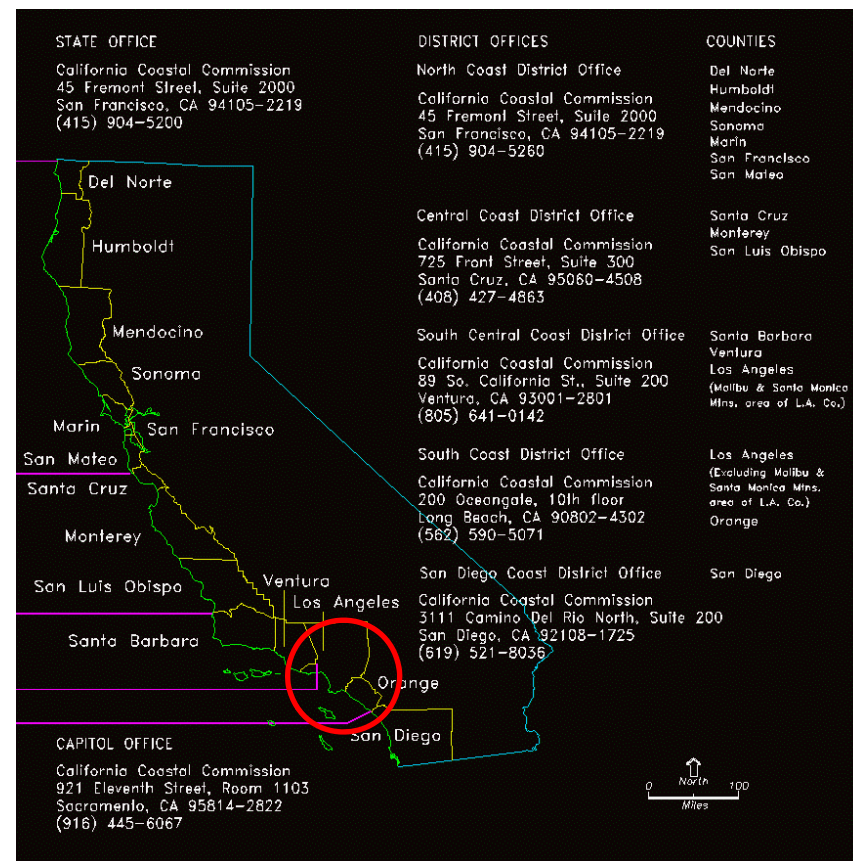 STATE OFFICE
California Coastal Commission
45 Fremont Street, Suite 2000
San Francisco, CA 94105-2219
(415) 904-5200
DISTRICT OFFICES
North Coast District Office
California Coastal Commission
45 Fremont Street, Suite 2000
San Francisco, CA 94105-2219
(415) 904-5260
COUNTIES
Del Norte
Humboldt
Mendocino
Sonoma
Marin
San Francisco
San Mateo
Central Coast District Office
California Coastal Commission
725 Front Street, Suite 300
Santa Cruz, CA 95060-4508
(408) 427-4863
Santa Cruz
Monterey
San Luis Obispo
South Central Coast District Office
California Coastal Commission
89 So. California St., Suite 200
Ventura, CA 93001-2801
(805) 641-0142
Santa Barbara
Ventura
Los Angeles
(Malibu & Santa Monica
Mtns. area of L.A. Co.)
South Coast District Office
California Coastal Commission
200 Oceangate, 10th floor
Long Beach, CA 90802-4302
(562) 590-5071
Los Angeles
(Excluding Malibu &
Santa Monica Mtns.
area of L.A. Co.)
Orange
San Diego Coast District Office
California Coastal Commission
3111 Camino Del Rio North, Suite 200
San Diego, CA 92108-1725
(619) 521-8036
San Diego
Del Norte
Humboldt
Mendocino
Sonoma
Marin
San Francisco
San Mateo
Santa Cruz
Monterey
San Luis Obispo
Ventura
Los Angeles
Santa Barbara
Orange
San Diego
CAPITOL OFFICE
California Coastal Commission
921 Eleventh Street, Room 1103
Sacramento, CA 95814-2822
(916) 445-6067
0 North 100
Miles